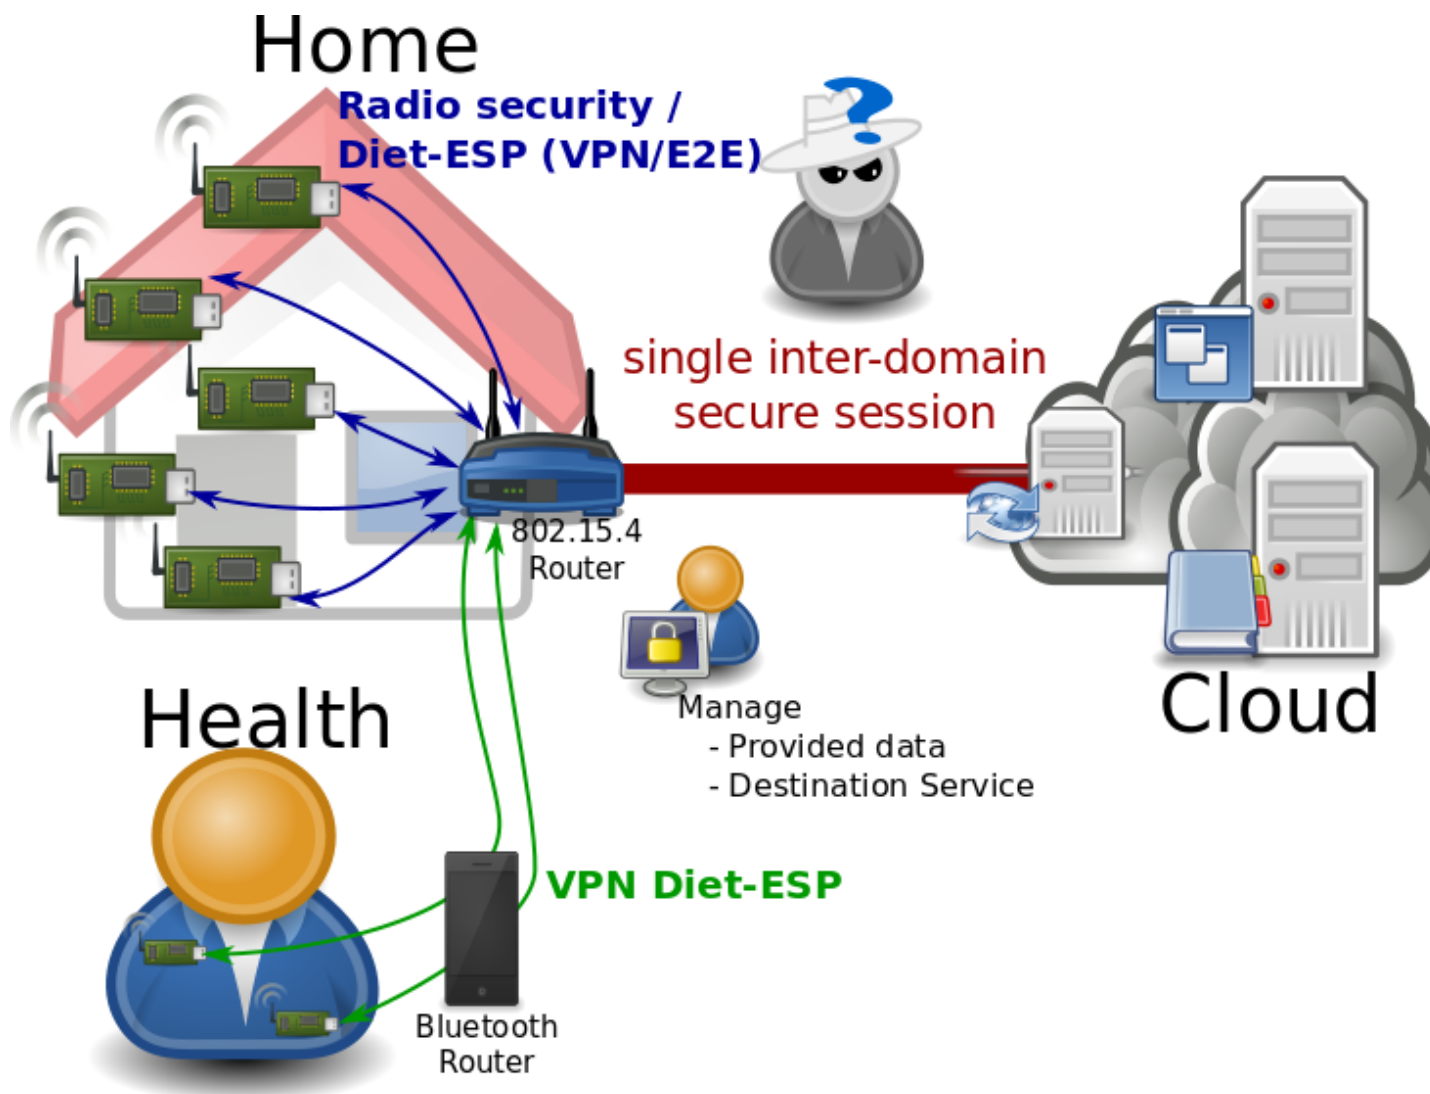 Home
Radio security /
Diet-ESP (VPN/E2E)
single inter-domain
secure session
802.15.4
Router
Manage
- Provided data
- Destination Service
Cloud
Health
VPN Diet-ESP
Bluetooth
Router